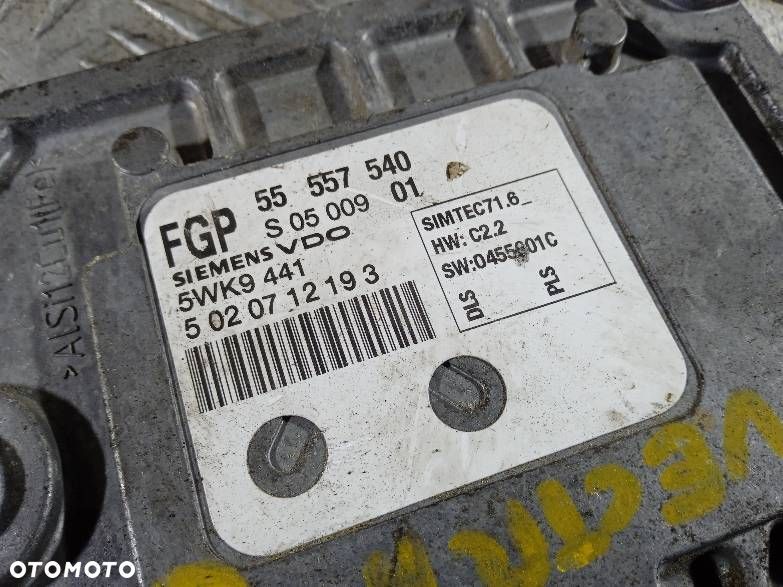 FGP 55 557 540
S 05 009 01
SIEMENS VDO
5WK9 441
5 02 07 12 19 3
SIMTEC71.6_
HW: C2.2
SW:0455601C
DLS PLS
VECTRA
OTOMOTO